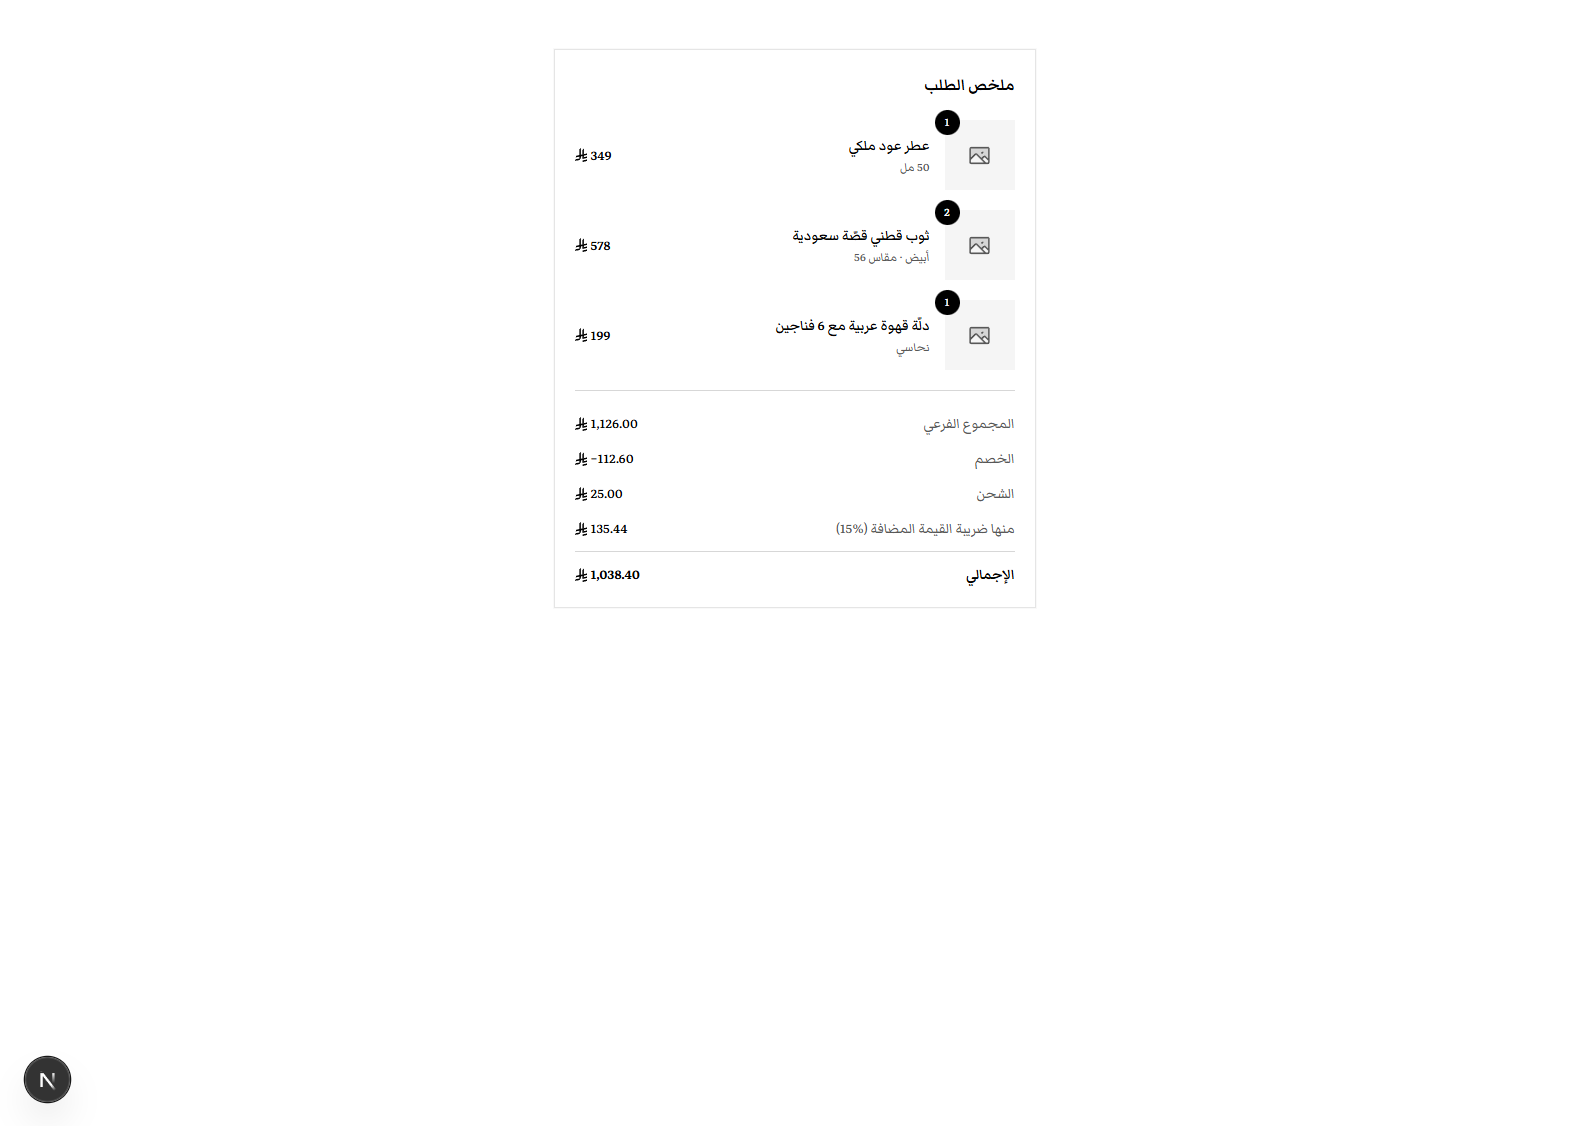 ملخص الطلب
1
عطر عود ملكي
50 مل
349 ⃁
2
ثوب قطني قصّة سعودية
أبيض · مقاس 56
578 ⃁
1
دلّة قهوة عربية مع 6 فناجين
نحاسي
199 ⃁
المجموع الفرعي
1,126.00 ⃁
الخصم
−112.60 ⃁
الشحن
25.00 ⃁
منها ضريبة القيمة المضافة (15%)
135.44 ⃁
الإجمالي
1,038.40 ⃁
N